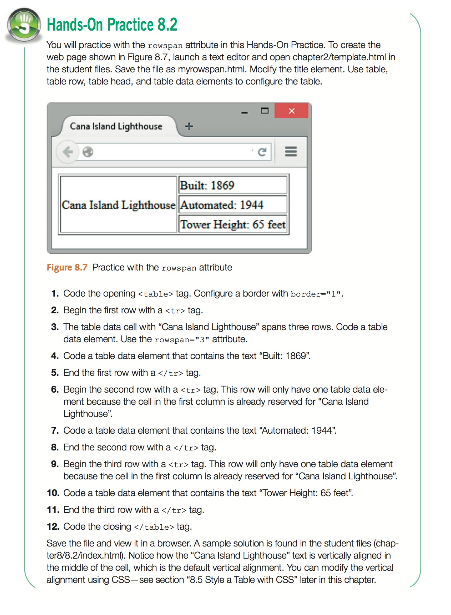 Hands-On Practice 8.2
You will practice with the rowspan attribute in this Hands-On Practice. To create the
web page shown in Figure 8.7, launch a text editor and open chapter2/template.html in
the student files. Save the file as myrowspan.html. Modify the title element. Use table,
table row, table head, and table data elements to configure the table.
Cana Island Lighthouse
Built: 1869
Cana Island Lighthouse Automated: 1944
Tower Height: 65 feet
Figure 8.7 Practice with the rowspan attribute
1. Code the opening <table> tag. Configure a border with border="1".
2. Begin the first row with a <tr> tag.
3. The table data cell with “Cana Island Lighthouse” spans three rows. Code a table
data element. Use the rowspan="3" attribute.
4. Code a table data element that contains the text “Built: 1869”.
5. End the first row with a </tr> tag.
6. Begin the second row with a <tr> tag. This row will only have one table data ele-
ment because the cell in the first column is already reserved for “Cana Island
Lighthouse”.
7. Code a table data element that contains the text “Automated: 1944”.
8. End the second row with a </tr> tag.
9. Begin the third row with a <tr> tag. This row will only have one table data element
because the cell in the first column is already reserved for “Cana Island Lighthouse”.
10. Code a table data element that contains the text “Tower Height: 65 feet”.
11. End the third row with a </tr> tag.
12. Code the closing </table> tag.
Save the file and view it in a browser. A sample solution is found in the student files (chap-
ter8/8.2/index.html). Notice how the “Cana Island Lighthouse” text is vertically aligned in
the middle of the cell, which is the default vertical alignment. You can modify the vertical
alignment using CSS—see section “8.5 Style a Table with CSS” later in this chapter.